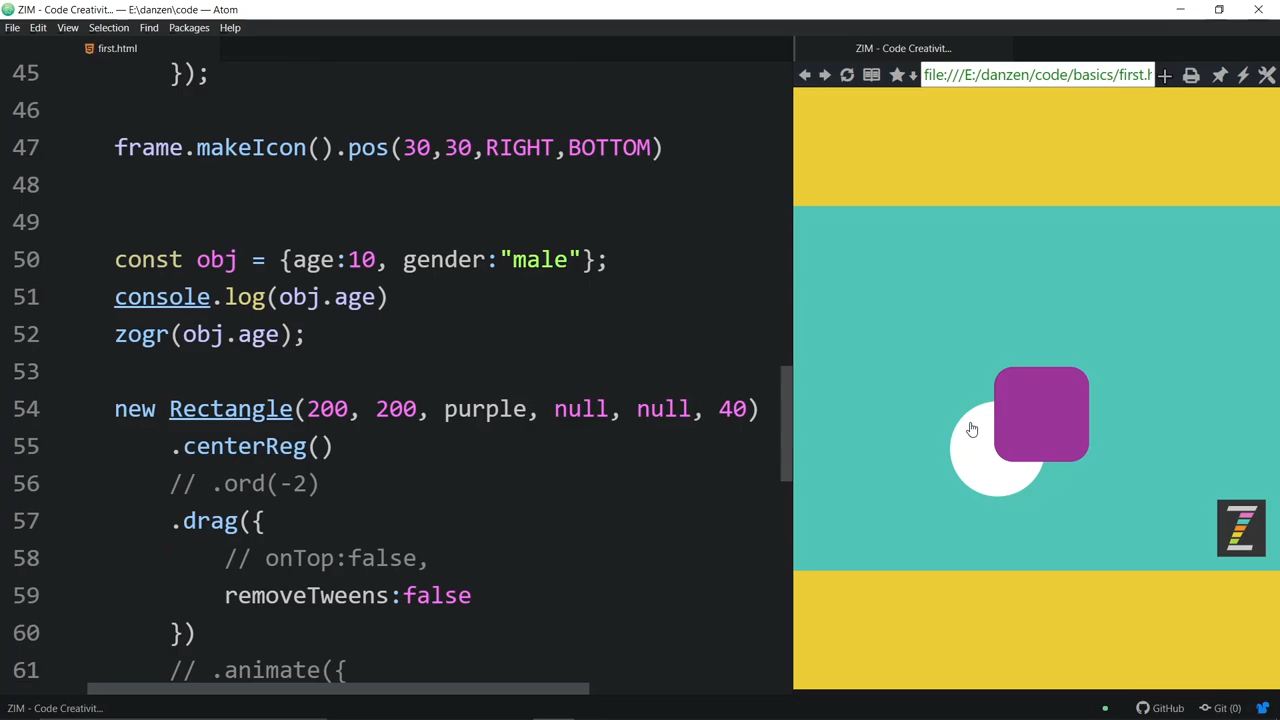 ZIM - Code Creativit... — E:\danzen\code — Atom
File Edit View Selection Find Packages Help
first.html
ZIM - Code Creativit...
file:///E:/danzen/code/basics/first.h
45 });
46
47 frame.makeIcon().pos(30,30,RIGHT,BOTTOM)
48
49
50 const obj = {age:10, gender:"male"};
51 console.log(obj.age)
52 zogr(obj.age);
53
54 new Rectangle(200, 200, purple, null, null, 40)
55 .centerReg()
56 // .ord(-2)
57 .drag({
58 // onTop:false,
59 removeTweens:false
60 })
61 // .animate({
ZIM - Code Creativit...
GitHub Git (0)